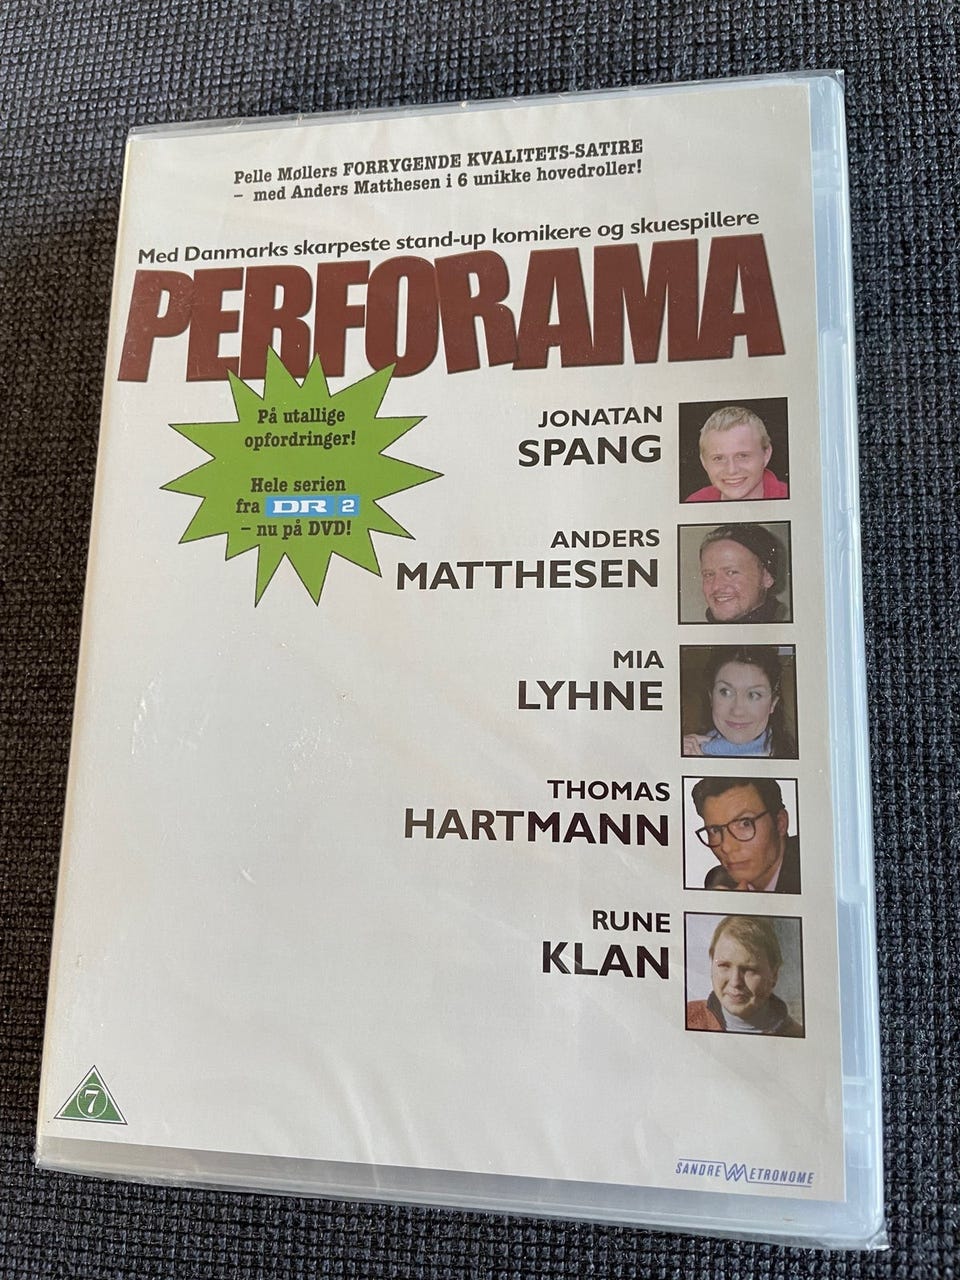 Pelle Møllers FORRYGENDE KVALITETS-SATIRE
– med Anders Matthesen i 6 unikke hovedroller!
Med Danmarks skarpeste stand-up komikere og skuespillere
PERFORAMA
På utallige
opfordringer!
Hele serien
fra DR 2
– nu på DVD!
JONATAN
SPANG
ANDERS
MATTHESEN
MIA
LYHNE
THOMAS
HARTMANN
RUNE
KLAN
7
SANDREW METRONOME